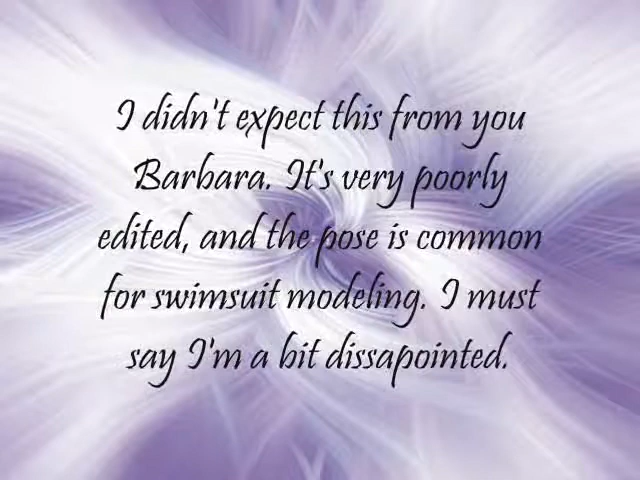 I didn't expect this from you
Barbara. It's very poorly
edited, and the pose is common
for swimsuit modeling. I must
say I'm a bit dissapointed.